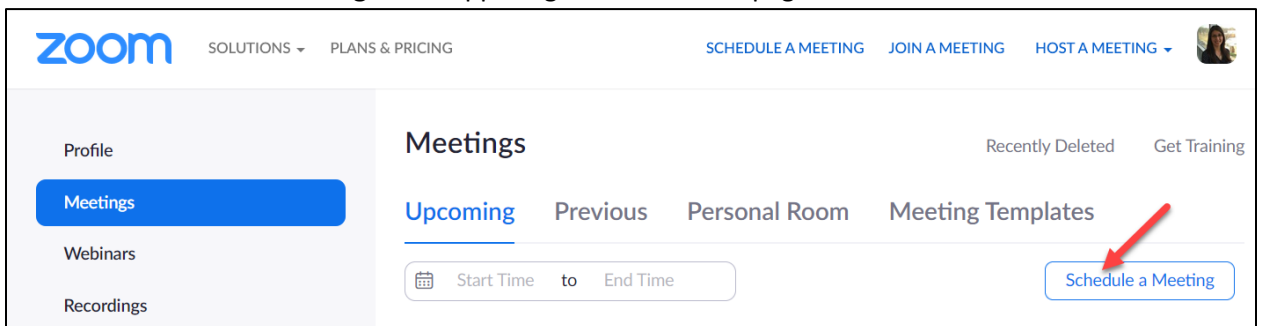 zoom SOLUTIONS PLANS & PRICING SCHEDULE A MEETING JOIN A MEETING HOST A MEETING
Profile
Meetings
Webinars
Recordings
Meetings
Recently Deleted Get Training
Upcoming Previous Personal Room Meeting Templates
Start Time to End Time
Schedule a Meeting